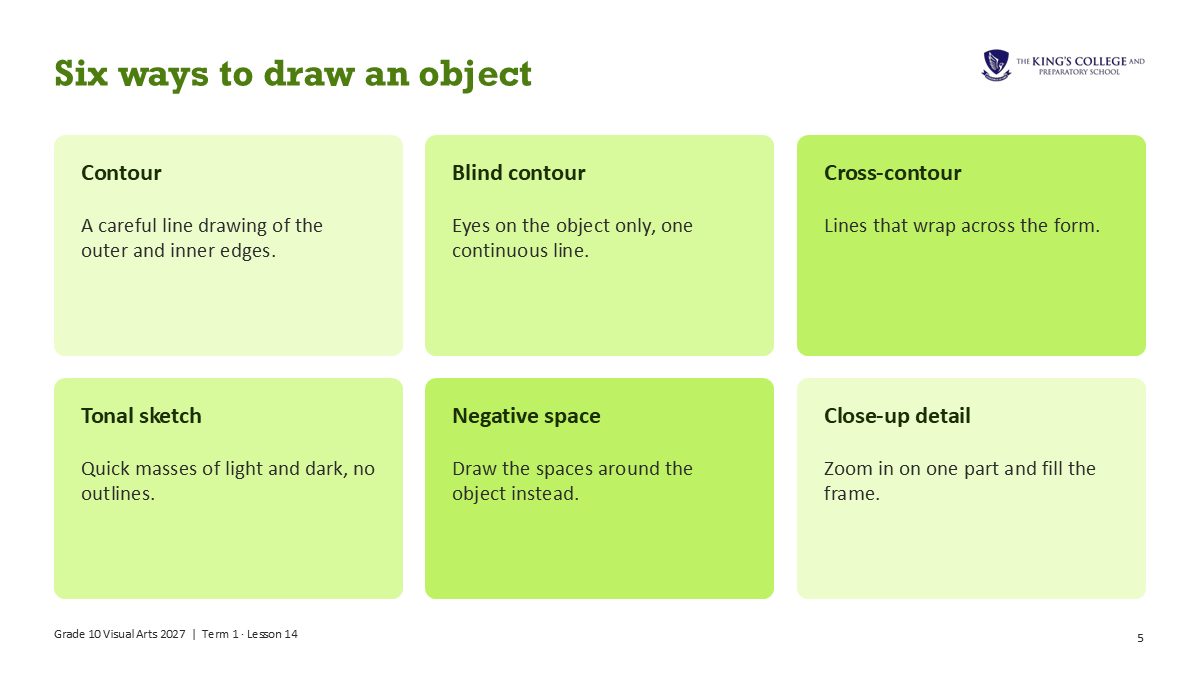 Six ways to draw an object
THE KING'S COLLEGE AND
PREPARATORY SCHOOL
Contour
A careful line drawing of the
outer and inner edges.
Blind contour
Eyes on the object only, one
continuous line.
Cross-contour
Lines that wrap across the form.
Tonal sketch
Quick masses of light and dark, no
outlines.
Negative space
Draw the spaces around the
object instead.
Close-up detail
Zoom in on one part and fill the
frame.
Grade 10 Visual Arts 2027 | Term 1 · Lesson 14
5